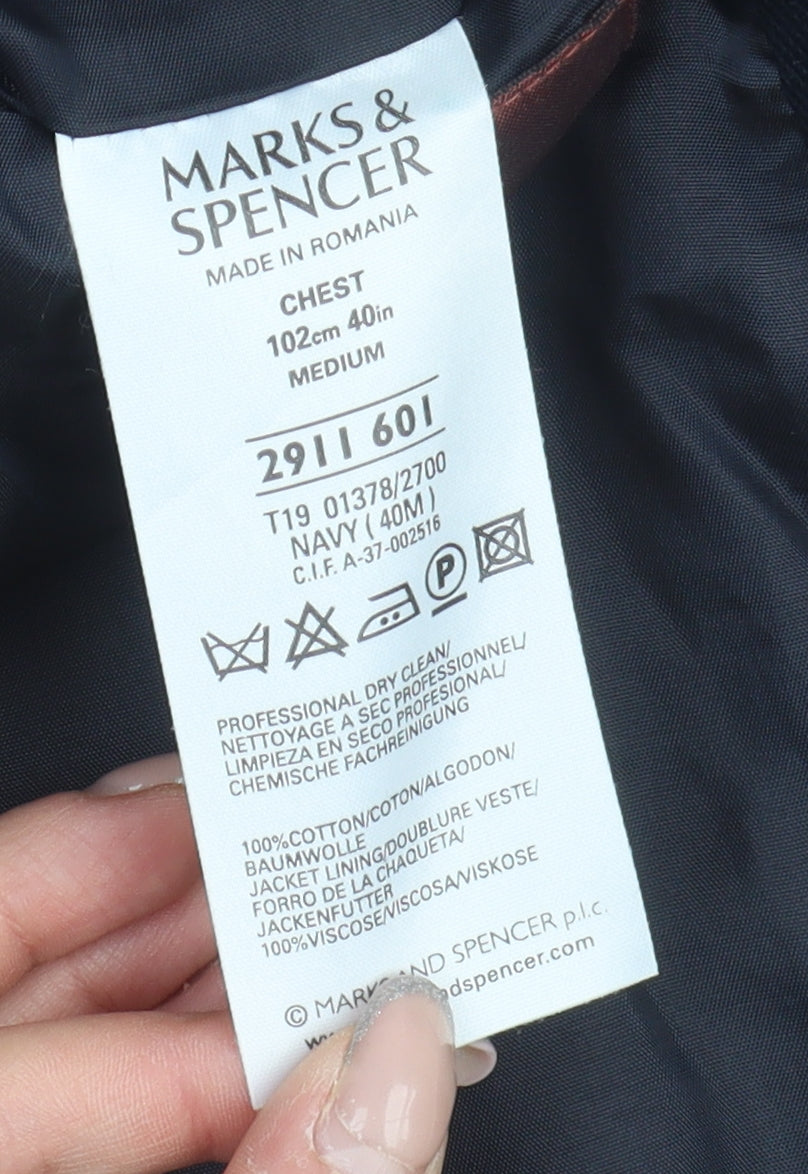 MARKS &
SPENCER
MADE IN ROMANIA
CHEST
102cm 40in
MEDIUM
2911 601
T19 01378/2700
NAVY ( 40M )
C.I.F. A-37-002516
P
PROFESSIONAL DRY CLEAN/
NETTOYAGE A SEC PROFESSIONNEL/
LIMPIEZA EN SECO PROFESIONAL/
CHEMISCHE FACHREINIGUNG
100%COTTON/COTON/ALGODON/
BAUMWOLLE
JACKET LINING/DOUBLURE VESTE/
FORRO DE LA CHAQUETA/
JACKENFUTTER
100%VISCOSE/VISCOSA/VISKOSE
© MARKS AND SPENCER p.l.c.
dspencer.com